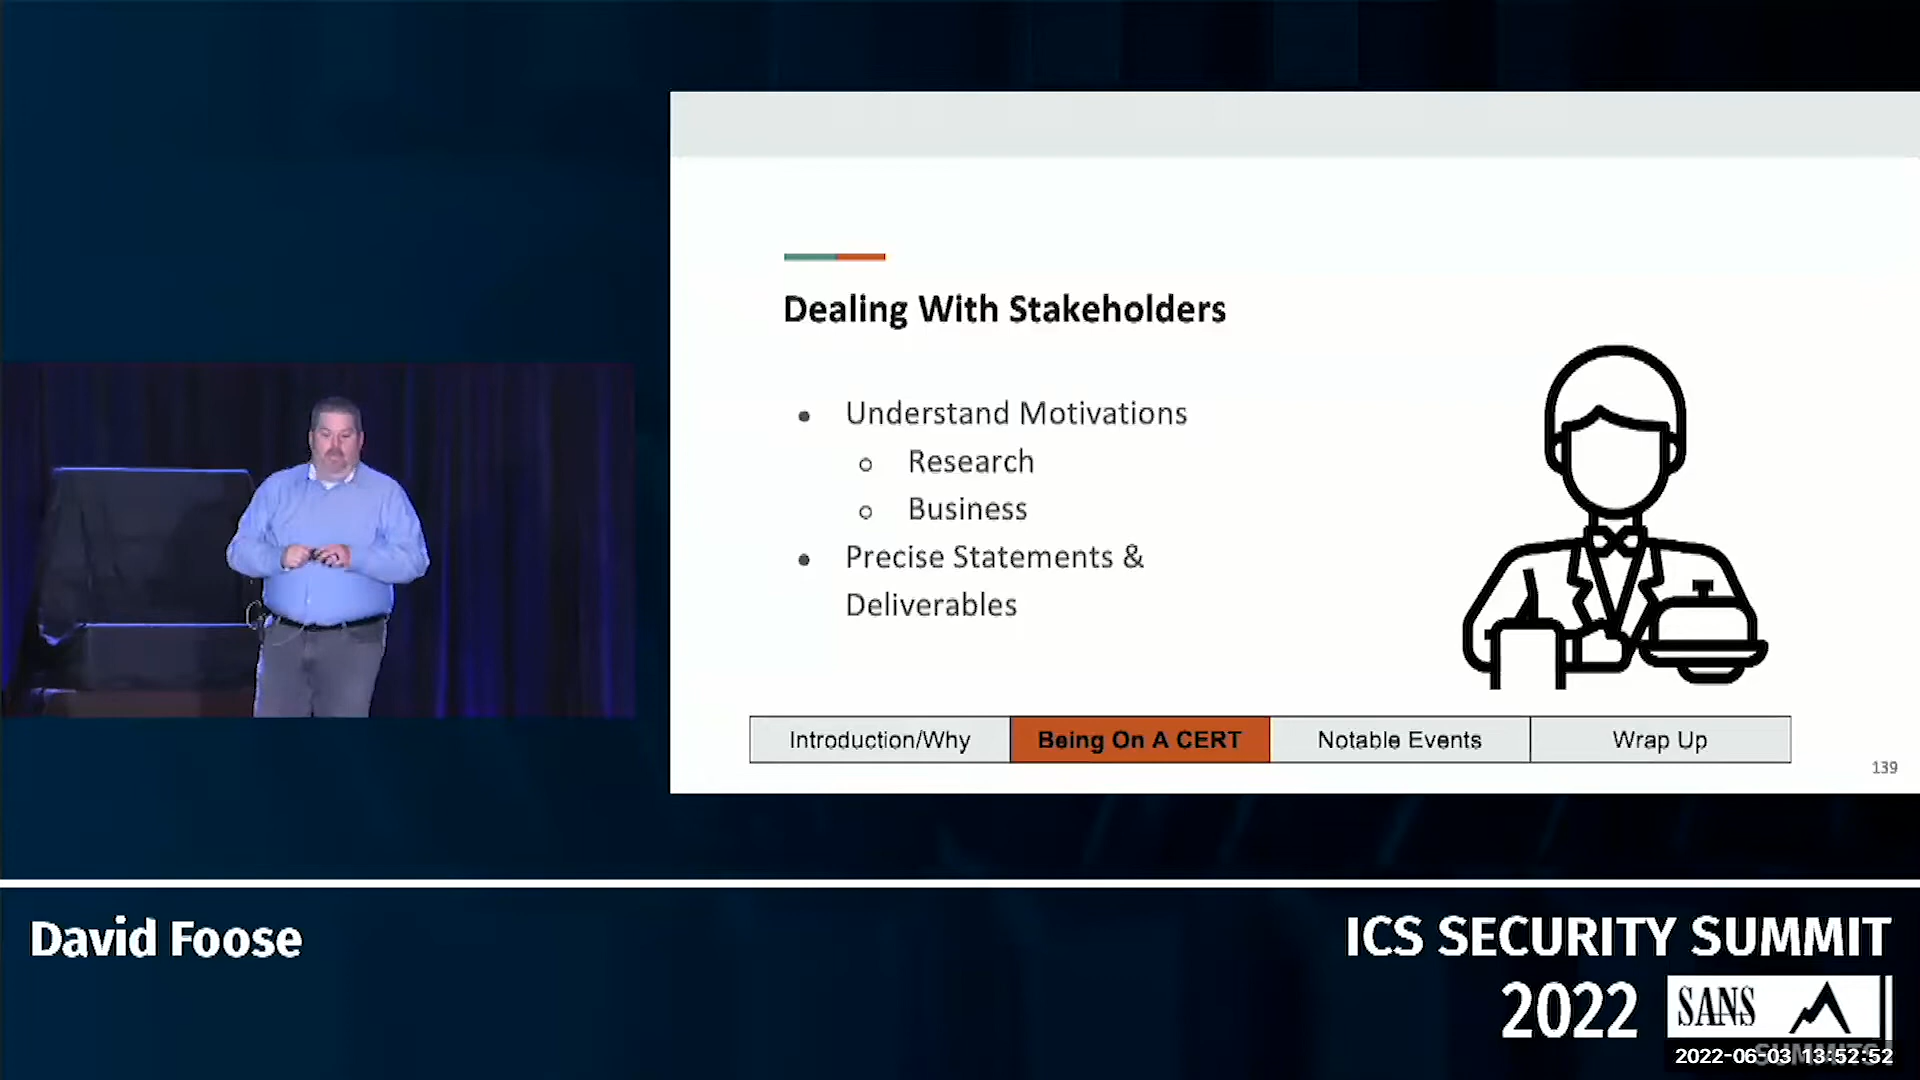 Dealing With Stakeholders
Understand Motivations
Research
Business
Precise Statements &
Deliverables
Introduction/Why
Being On A CERT
Notable Events
Wrap Up
139
David Foose
ICS SECURITY SUMMIT
2022
SANS
SUMMITS
2022-06-03 13:52:52